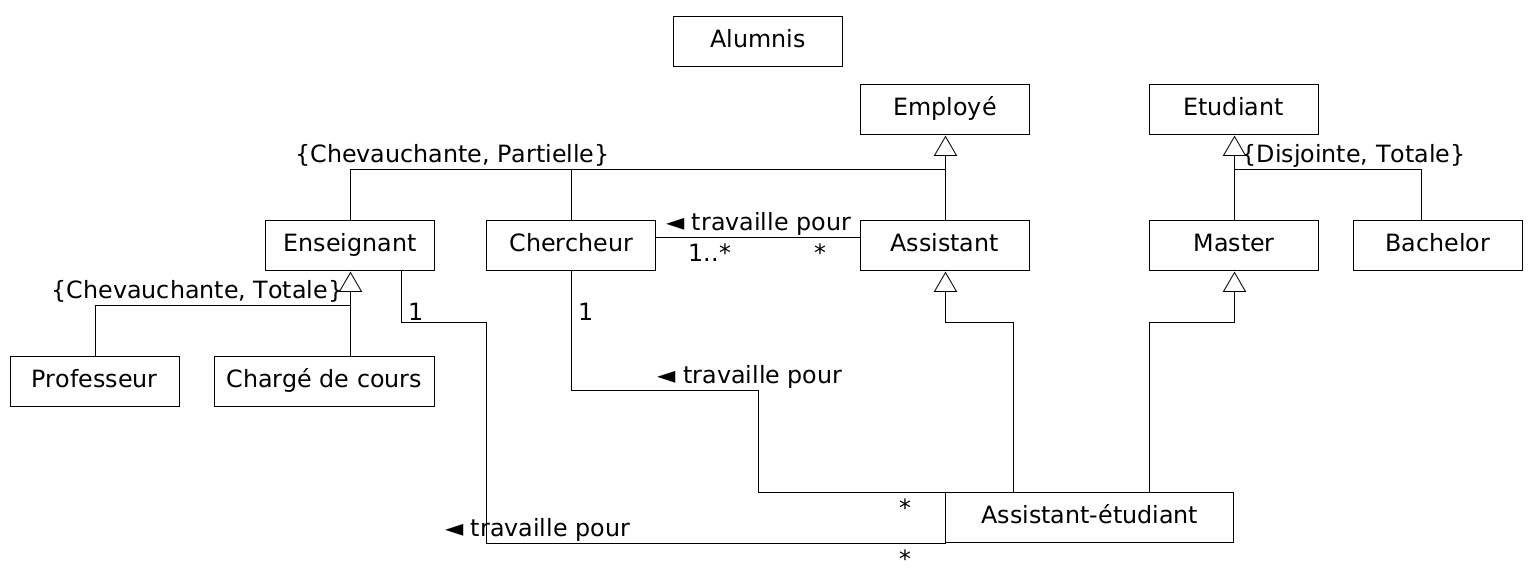 Alumnis
Employé
Etudiant
{Chevauchante, Partielle}
{Disjointe, Totale}
Enseignant
Chercheur
◄ travaille pour
1..*
*
Assistant
Master
Bachelor
{Chevauchante, Totale}
1
1
Professeur
Chargé de cours
◄ travaille pour
*
Assistant-étudiant
◄ travaille pour
*